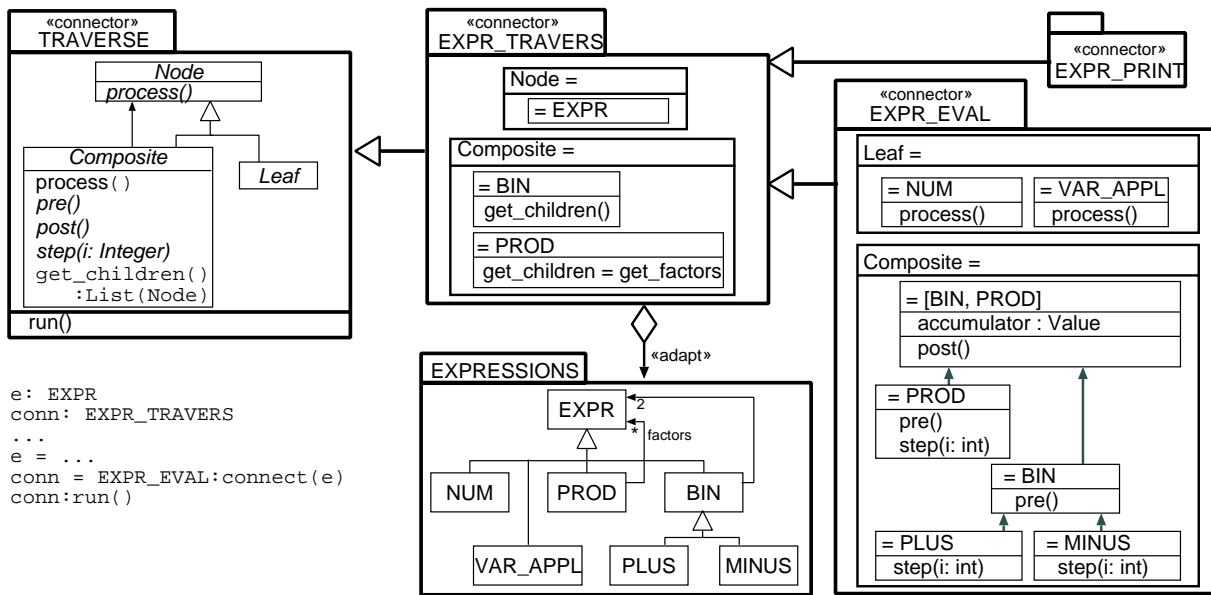 «connector»
TRAVERSE
Node
process()
Composite
process()
pre()
post()
step(i: Integer)
get_children()
:List(Node)
Leaf
run()
«connector»
EXPR_TRAVERS
Node =
= EXPR
Composite =
= BIN
get_children()
= PROD
get_children = get_factors
«connector»
EXPR_PRINT
«connector»
EXPR_EVAL
Leaf =
= NUM
process()
= VAR_APPL
process()
Composite =
= [BIN, PROD]
accumulator : Value
post()
= PROD
pre()
step(i: int)
= BIN
pre()
= PLUS
step(i: int)
= MINUS
step(i: int)
«adapt»
EXPRESSIONS
EXPR
2
*
factors
NUM
PROD
BIN
VAR_APPL
PLUS
MINUS
e: EXPR
conn: EXPR_TRAVERS
...
e = ...
conn = EXPR_EVAL:connect(e)
conn:run()